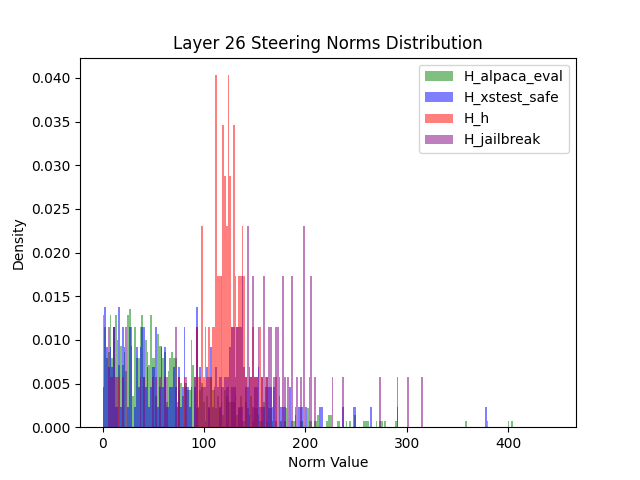 Layer 26 Steering Norms Distribution
H_alpaca_eval
H_xstest_safe
H_h
H_jailbreak
0.040
0.035
0.030
0.025
0.020
0.015
0.010
0.005
0.000
Density
0
100
200
300
400
Norm Value